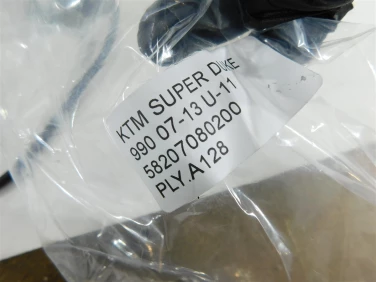 KTM SUPER DUKE
990 07-13 U-11
58207080200
PLY.A128